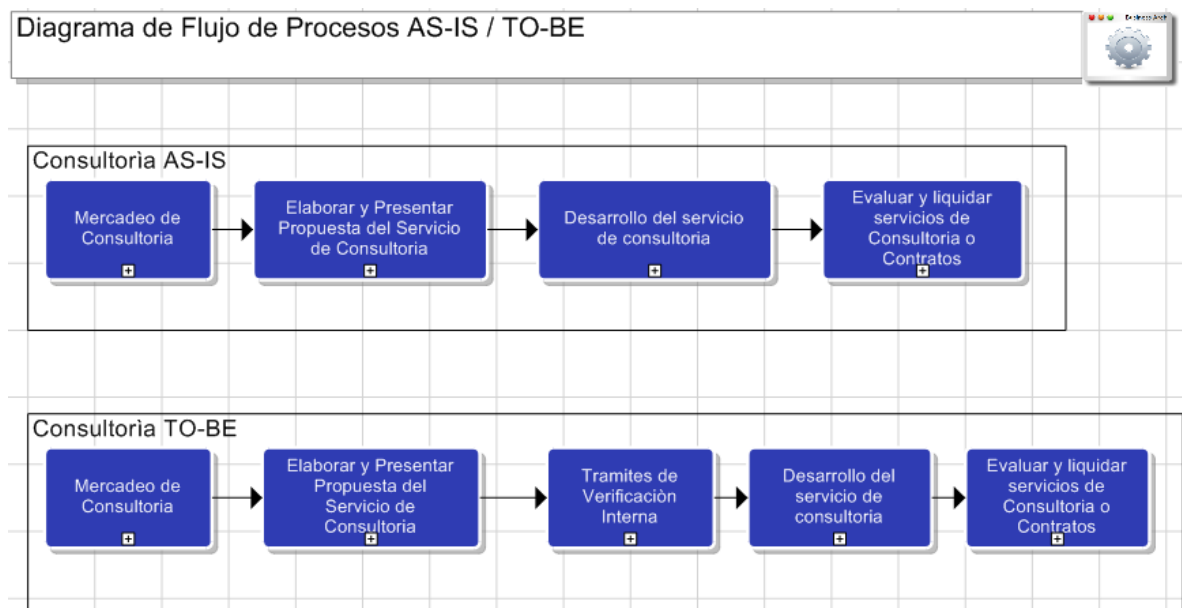 Diagrama de Flujo de Procesos AS-IS / TO-BE
Consultorìa AS-IS
Mercadeo de
Consultoria
Elaborar y Presentar
Propuesta del Servicio
de Consultoria
Desarrollo del servicio
de consultoria
Evaluar y liquidar
servicios de
Consultoria o
Contratos
Consultorìa TO-BE
Mercadeo de
Consultoria
Elaborar y Presentar
Propuesta del
Servicio de
Consultoria
Tramites de
Verificaciòn
Interna
Desarrollo del
servicio de
consultoria
Evaluar y liquidar
servicios de
Consultoria o
Contratos